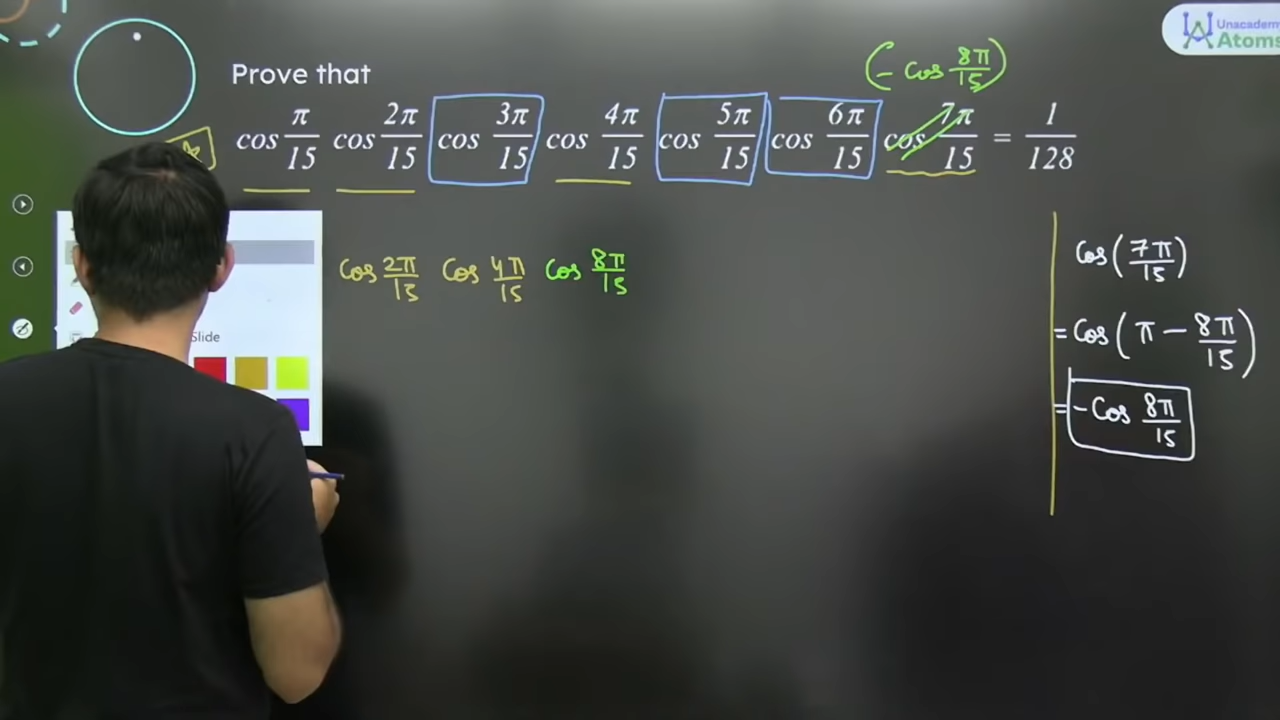 Unacademy
Atoms
Prove that
(- cos 8π/15)
cos π/15 cos 2π/15 cos 3π/15 cos 4π/15 cos 5π/15 cos 6π/15 cos 7π/15 = 1/128
cos 2π/15 cos 4π/15 cos 8π/15
cos(7π/15)
= cos(π - 8π/15)
= -cos 8π/15
Slide